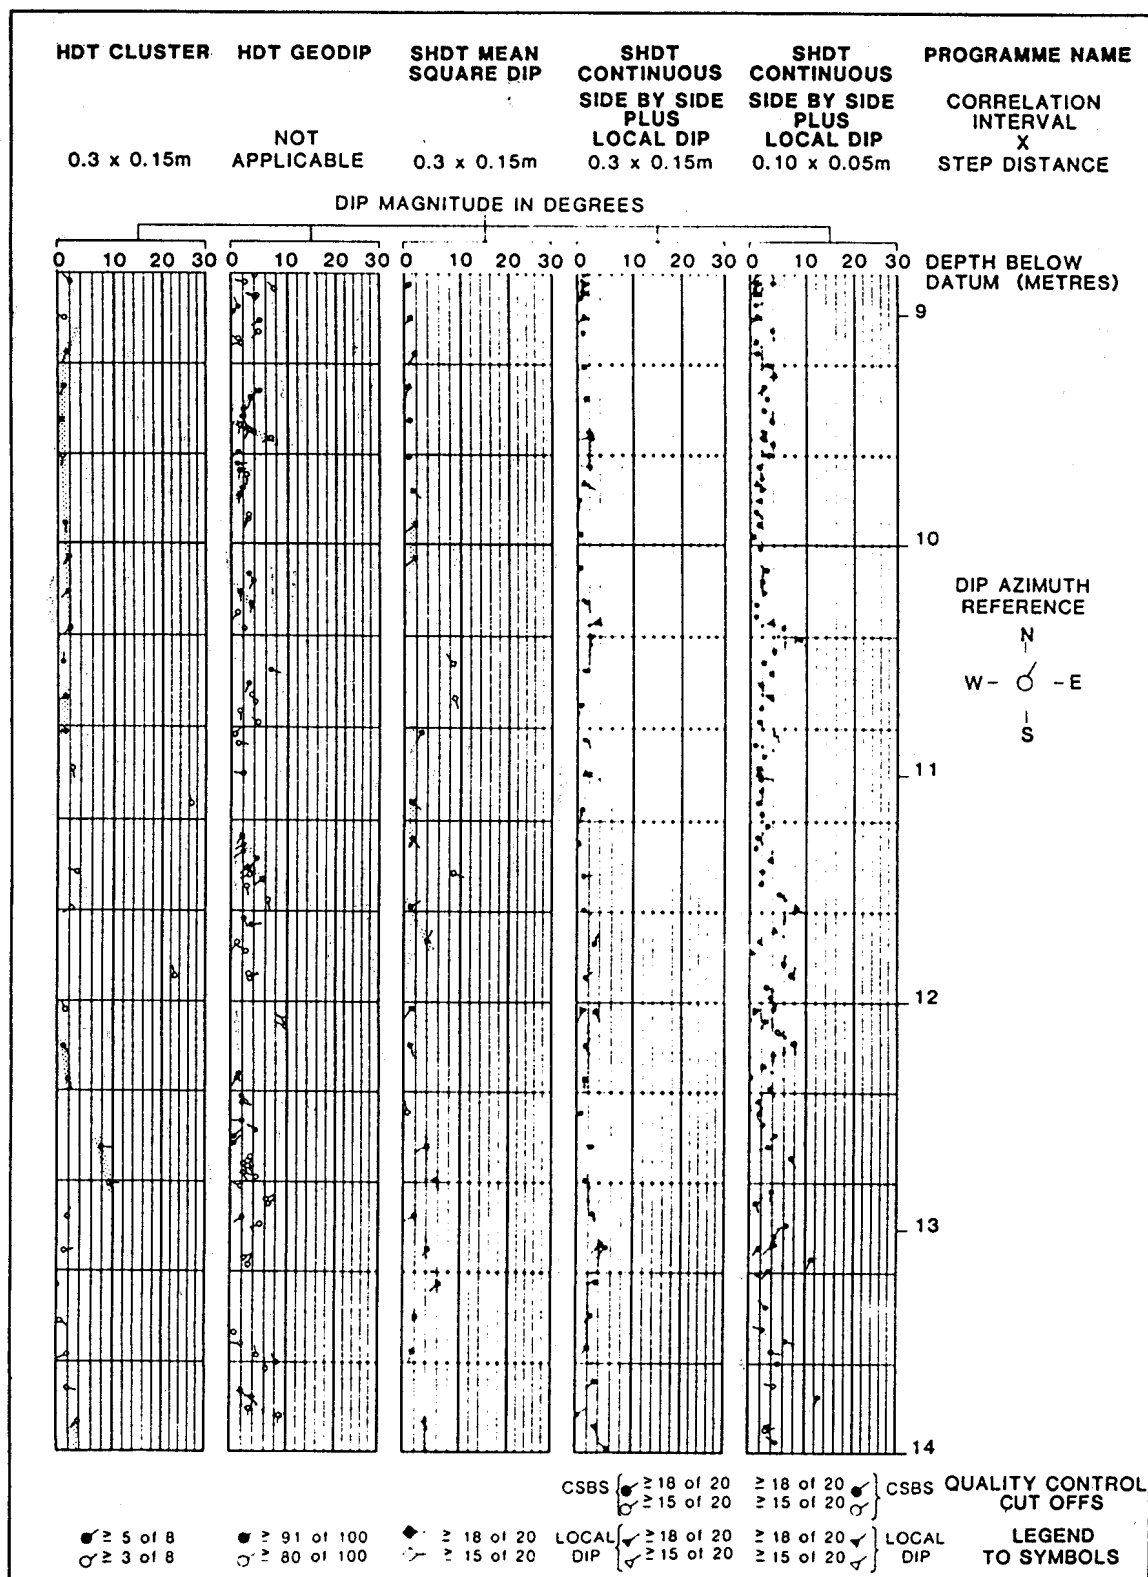 HDT CLUSTER
0.3 x 0.15m
HDT GEODIP
NOT
APPLICABLE
SHDT MEAN
SQUARE DIP
0.3 x 0.15m
SHDT
CONTINUOUS
SIDE BY SIDE
PLUS
LOCAL DIP
0.3 x 0.15m
SHDT
CONTINUOUS
SIDE BY SIDE
PLUS
LOCAL DIP
0.10 x 0.05m
PROGRAMME NAME
CORRELATION
INTERVAL
X
STEP DISTANCE
DIP MAGNITUDE IN DEGREES
0 10 20 30
0 10 20 30
0 10 20 30
0 10 20 30
0 10 20 30
DEPTH BELOW
DATUM (METRES)
9
10
DIP AZIMUTH
REFERENCE
N
W - - E
S
11
12
13
14
CSBS ≥ 18 of 20 ≥ 18 of 20 CSBS
≥ 15 of 20 ≥ 15 of 20
QUALITY CONTROL
CUT OFFS
≥ 5 of 8
≥ 3 of 8
≥ 91 of 100
≥ 80 of 100
≥ 18 of 20
≥ 15 of 20
LOCAL
DIP
≥ 18 of 20 ≥ 18 of 20
≥ 15 of 20 ≥ 15 of 20
LOCAL
DIP
LEGEND
TO SYMBOLS